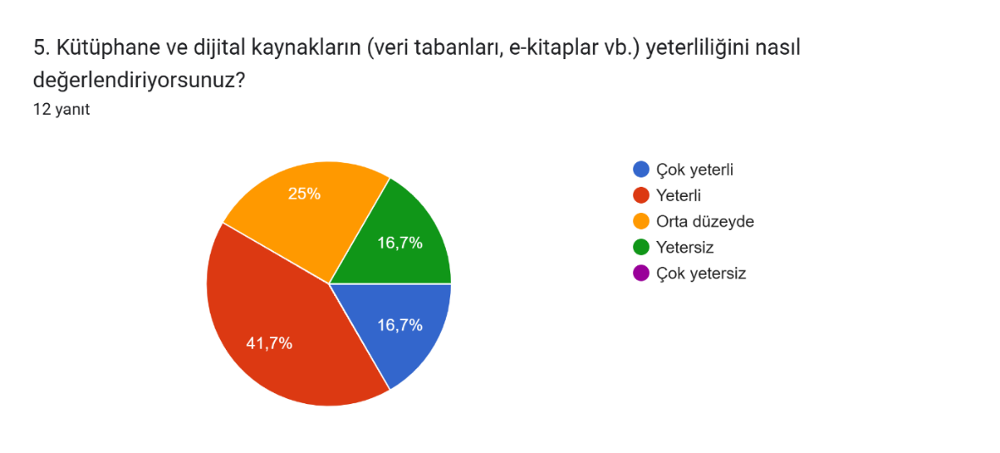 5. Kütüphane ve dijital kaynakların (veri tabanları, e-kitaplar vb.) yeterliliğini nasıl
değerlendiriyorsunuz?
12 yanıt
Çok yeterli
Yeterli
Orta düzeyde
Yetersiz
Çok yetersiz
25%
16,7%
16,7%
41,7%